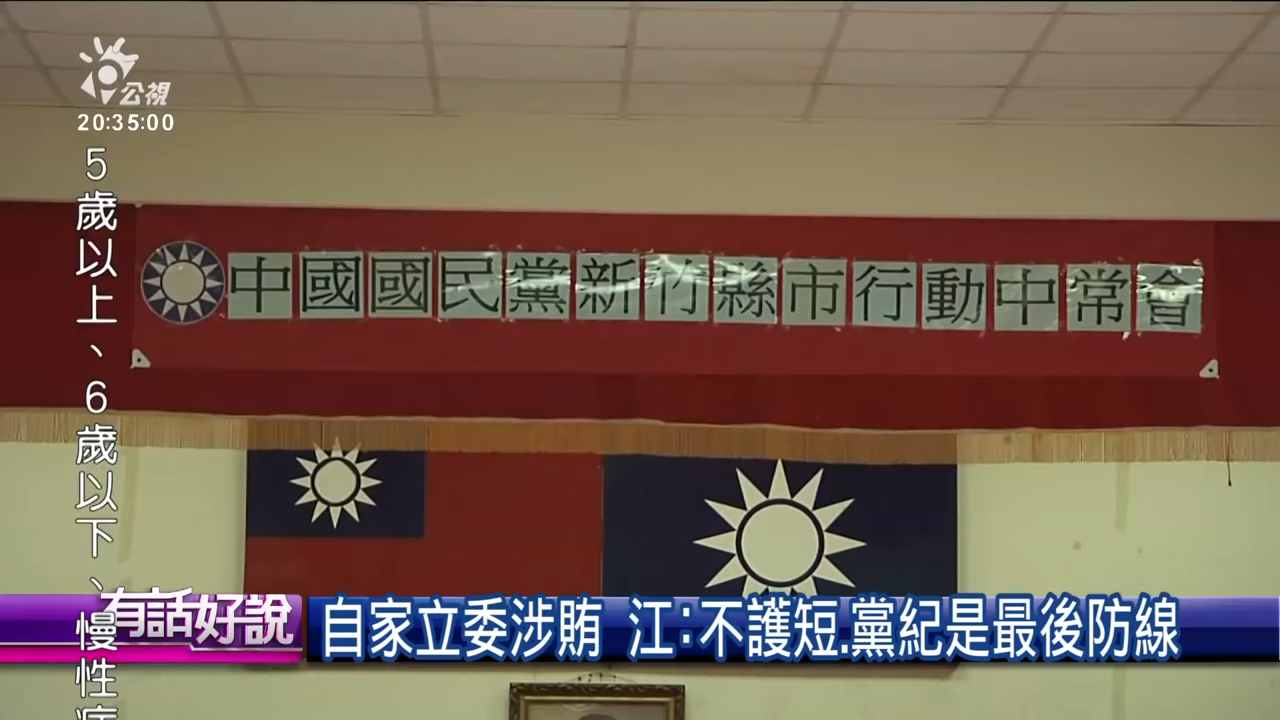 公視
20:35:00
5歲以上、6歲以下、慢性病
中國國民黨新竹縣市行動中常會
有話好說
自家立委涉賄 江:不護短.黨紀是最後防線